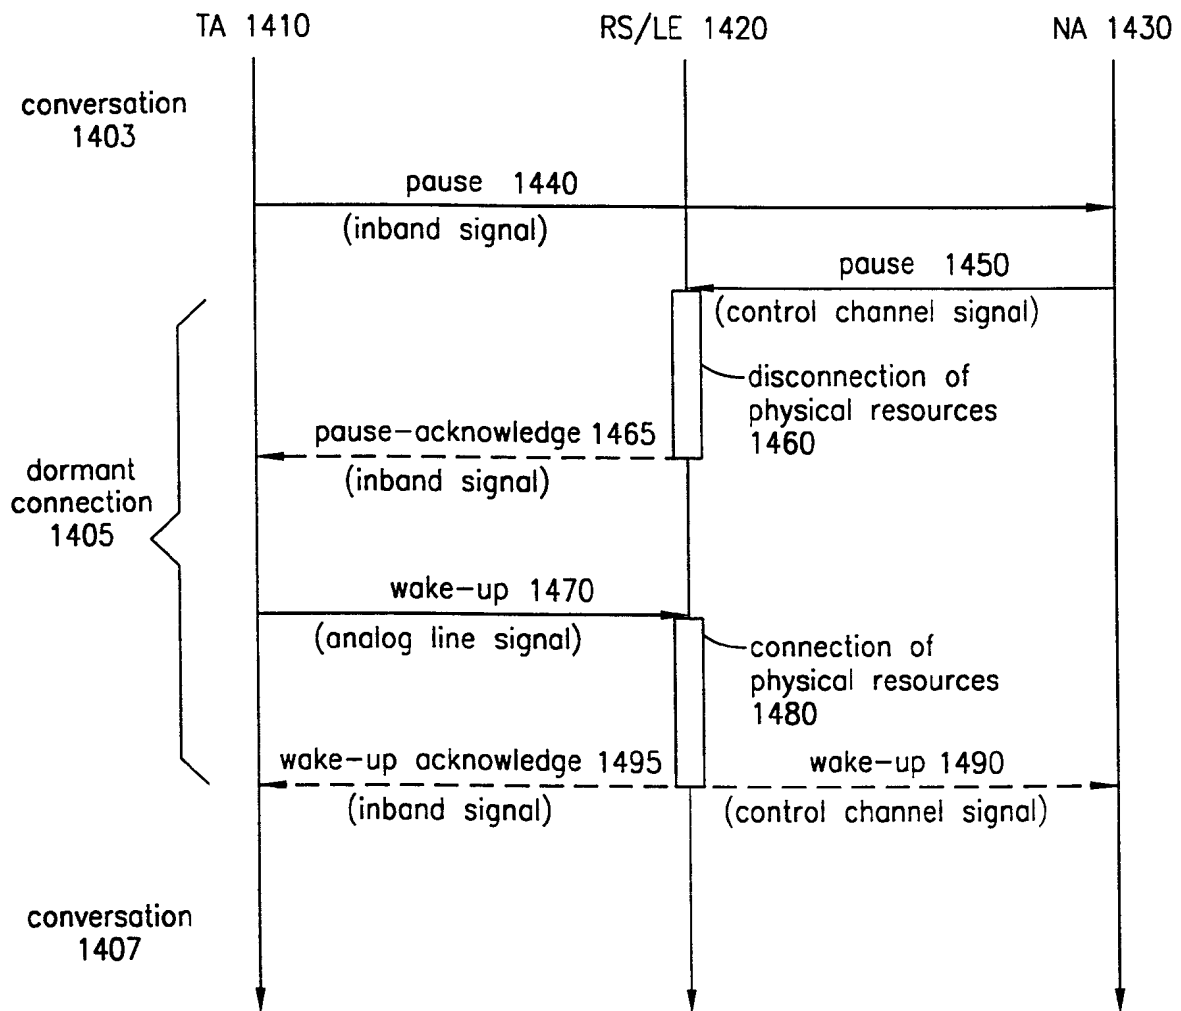 TA 1410 RS/LE 1420 NA 1430
conversation
1403
pause 1440
(inband signal)
pause 1450
(control channel signal)
disconnection of
physical resources
1460
pause-acknowledge 1465
(inband signal)
dormant
connection
1405
wake-up 1470
(analog line signal)
connection of
physical resources
1480
wake-up acknowledge 1495 wake-up 1490
(inband signal) (control channel signal)
conversation
1407